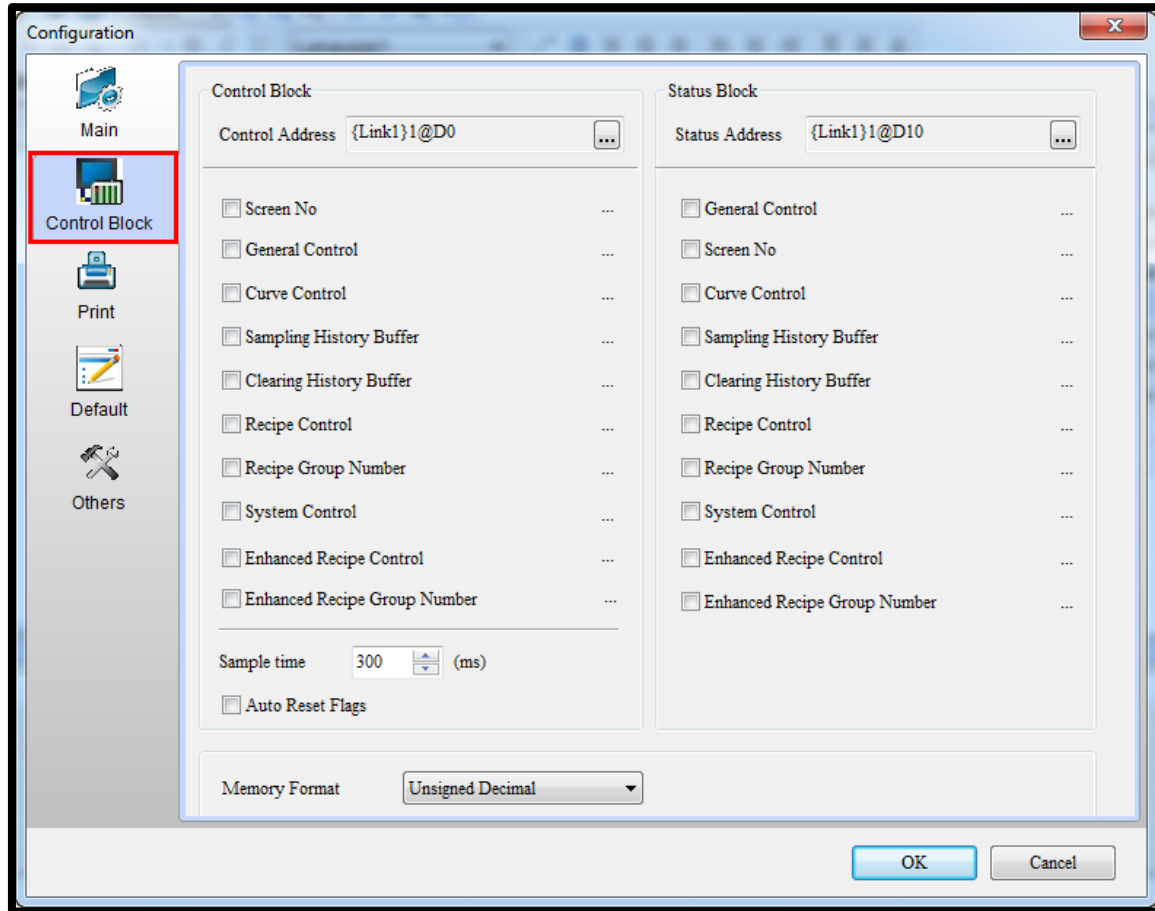 Configuration
Main
Control Block
Print
Default
Others
Control Block
Control Address {Link1}1@D0 ...
Screen No ...
General Control ...
Curve Control ...
Sampling History Buffer ...
Clearing History Buffer ...
Recipe Control ...
Recipe Group Number ...
System Control ...
Enhanced Recipe Control ...
Enhanced Recipe Group Number ...
Sample time 300 (ms)
Auto Reset Flags
Status Block
Status Address {Link1}1@D10 ...
General Control ...
Screen No ...
Curve Control ...
Sampling History Buffer ...
Clearing History Buffer ...
Recipe Control ...
Recipe Group Number ...
System Control ...
Enhanced Recipe Control ...
Enhanced Recipe Group Number ...
Memory Format Unsigned Decimal
OK Cancel